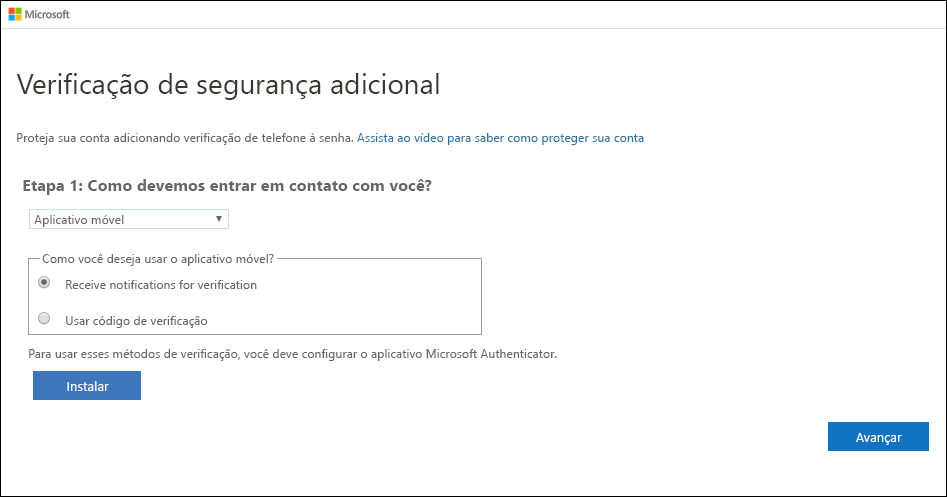 Microsoft
Verificação de segurança adicional
Proteja sua conta adicionando verificação de telefone à senha. Assista ao vídeo para saber como proteger sua conta
Etapa 1: Como devemos entrar em contato com você?
Aplicativo móvel
Como você deseja usar o aplicativo móvel?
Receive notifications for verification
Usar código de verificação
Para usar esses métodos de verificação, você deve configurar o aplicativo Microsoft Authenticator.
Instalar
Avançar